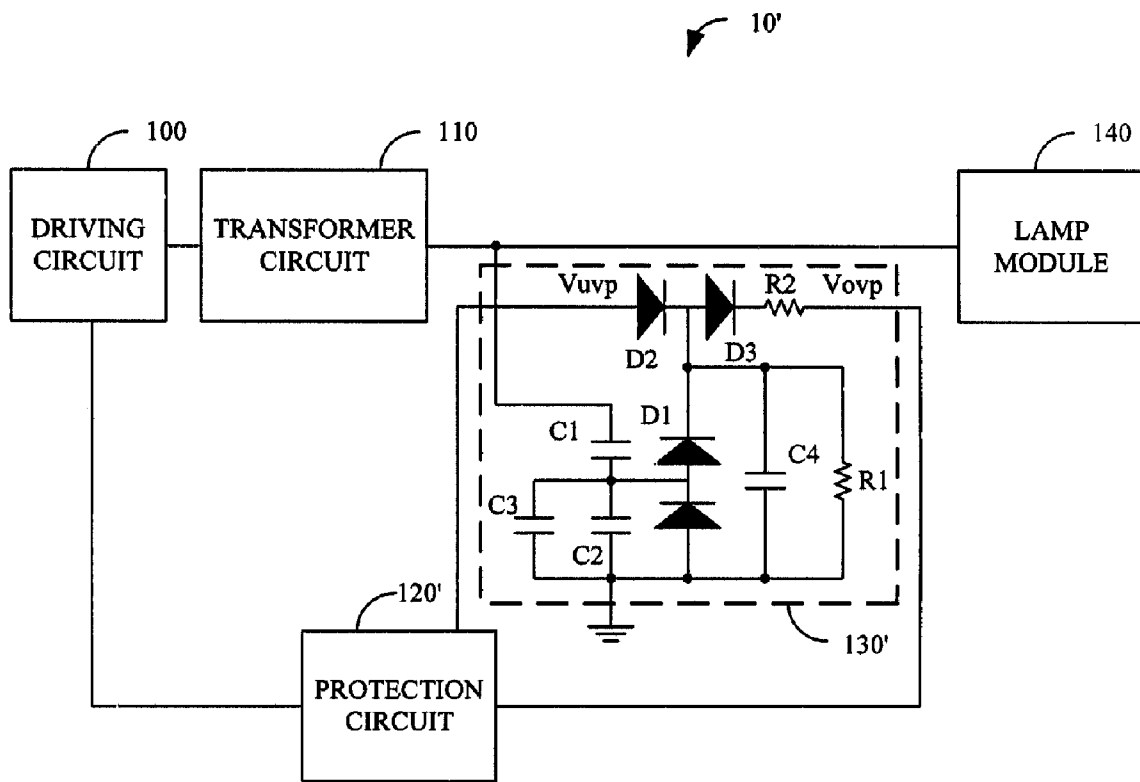 10'
100
110
140
DRIVING
CIRCUIT
TRANSFORMER
CIRCUIT
LAMP
MODULE
Vuvp
R2
Vovp
D2
D3
D1
C1
C4
R1
C3
C2
120'
130'
PROTECTION
CIRCUIT